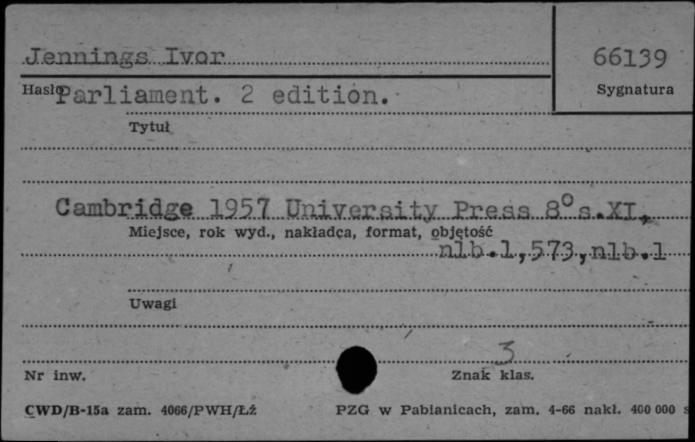 Jennings Ivor
66139
Hasło
Sygnatura
Parliament. 2 edition.
Tytuł
Cambridge 1957 University Press 8° s.XI,
Miejsce, rok wyd., nakładca, format, objętość
nlb.1,573,nlb.1
Uwagi
3
Nr inw.
Znak klas.
CWD/B-15a zam. 4066/PWH/Łź
PZG w Pabianicach, zam. 4-66 nakł. 400 000 s